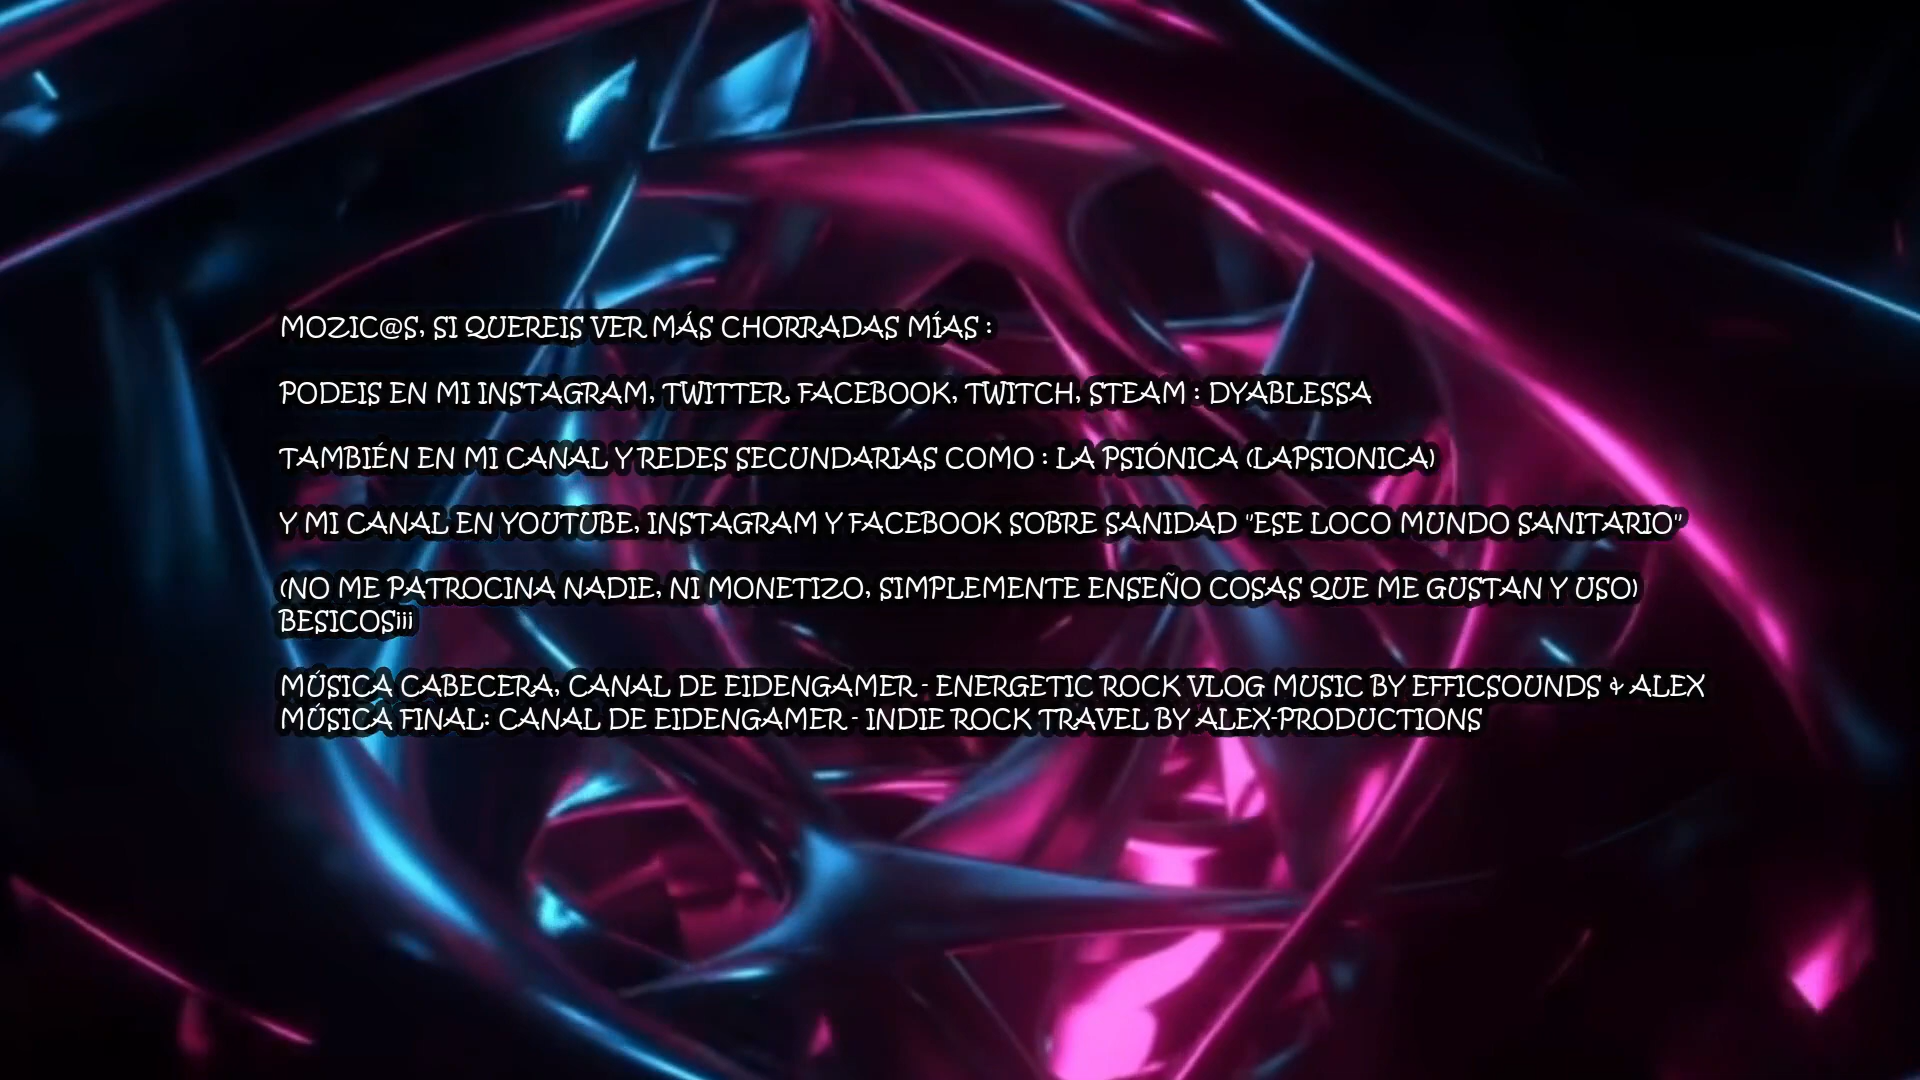 MOZIC@S, SI QUEREIS VER MÁS CHORRADAS MÍAS :
PODEIS EN MI INSTAGRAM, TWITTER, FACEBOOK, TWITCH, STEAM : DYABLESSA
TAMBIÉN EN MI CANAL Y REDES SECUNDARIAS COMO : LA PSIÓNICA (LAPSIONICA)
Y MI CANAL EN YOUTUBE, INSTAGRAM Y FACEBOOK SOBRE SANIDAD "ESE LOCO MUNDO SANITARIO"
(NO ME PATROCINA NADIE, NI MONETIZO, SIMPLEMENTE ENSEÑO COSAS QUE ME GUSTAN Y USO)
BESICOS¡¡¡
MÚSICA CABECERA, CANAL DE EIDENGAMER - ENERGETIC ROCK VLOG MUSIC BY EFFICSOUNDS & ALEX
MÚSICA FINAL: CANAL DE EIDENGAMER - INDIE ROCK TRAVEL BY ALEX-PRODUCTIONS